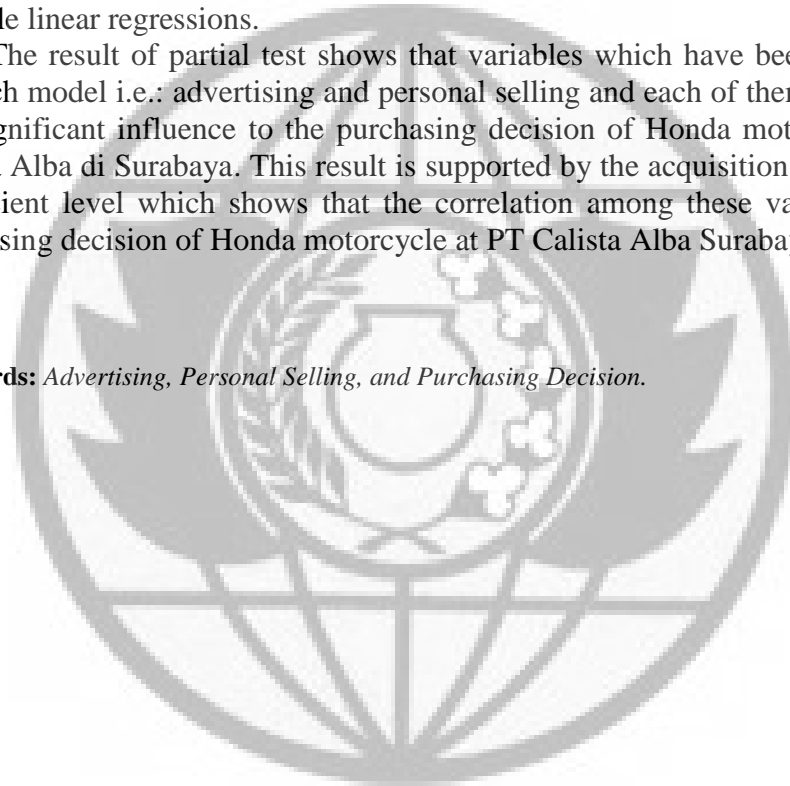 le linear regressions.
The result of partial test shows that variables which have bee
ch model i.e.: advertising and personal selling and each of ther
gnificant influence to the purchasing decision of Honda mot
Alba di Surabaya. This result is supported by the acquisition
ient level which shows that the correlation among these va
sing decision of Honda motorcycle at PT Calista Alba Surabay
rds: Advertising, Personal Selling, and Purchasing Decision.